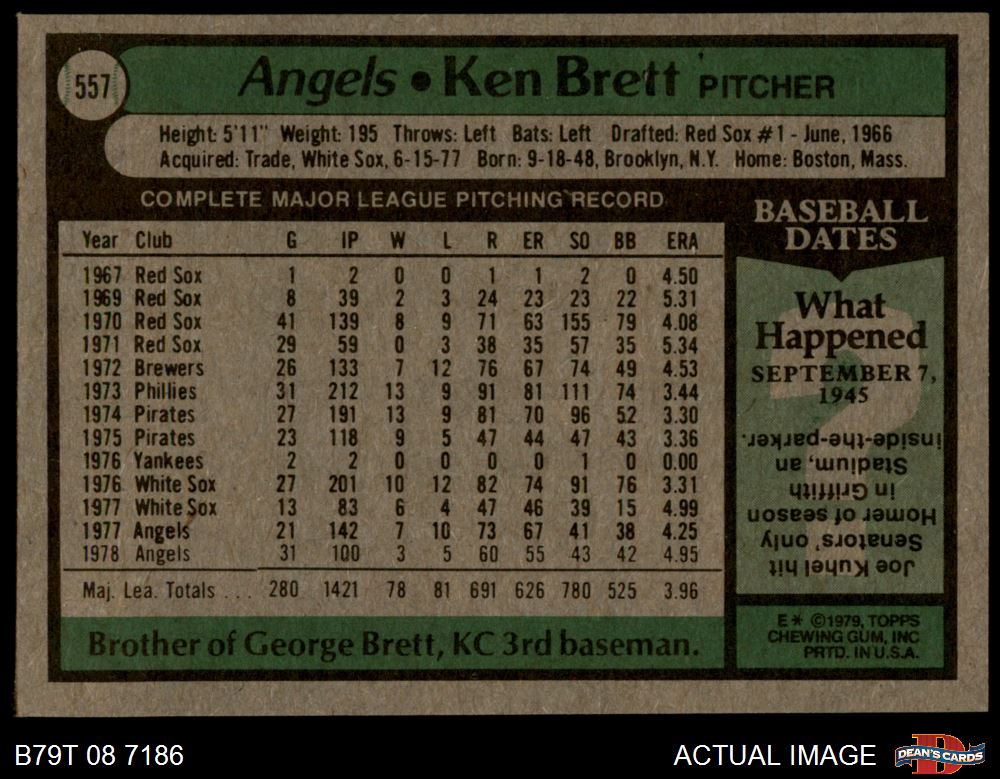 557
Angels • Ken Brett PITCHER
Height: 5'11" Weight: 195 Throws: Left Bats: Left Drafted: Red Sox #1 - June, 1966
Acquired: Trade, White Sox, 6-15-77 Born: 9-18-48, Brooklyn, N.Y. Home: Boston, Mass.
COMPLETE MAJOR LEAGUE PITCHING RECORD
Year Club G IP W L R ER SO BB ERA
1967 Red Sox 1 2 0 0 1 1 2 0 4.50
1969 Red Sox 8 39 2 3 24 23 23 22 5.31
1970 Red Sox 41 139 8 9 71 63 155 79 4.08
1971 Red Sox 29 59 0 3 38 35 57 35 5.34
1972 Brewers 26 133 7 12 76 67 74 49 4.53
1973 Phillies 31 212 13 9 91 81 111 74 3.44
1974 Pirates 27 191 13 9 81 70 96 52 3.30
1975 Pirates 23 118 9 5 47 44 47 43 3.36
1976 Yankees 2 2 0 0 0 0 1 0 0.00
1976 White Sox 27 201 10 12 82 74 91 76 3.31
1977 White Sox 13 83 6 4 47 46 39 15 4.99
1977 Angels 21 142 7 10 73 67 41 38 4.25
1978 Angels 31 100 3 5 60 55 43 42 4.95
Maj. Lea. Totals . . . 280 1421 78 81 691 626 780 525 3.96
Brother of George Brett, KC 3rd baseman.
BASEBALL
DATES
What
Happened
SEPTEMBER 7,
1945
Joe Kuhel hit
Senators' only
Homer of season
in Griffith
Stadium, an
inside-the-parker.
E* ©1979, TOPPS
CHEWING GUM, INC
PRTD. IN U.S.A.
B79T 08 7186
ACTUAL IMAGE
D
DEAN'S CARDS